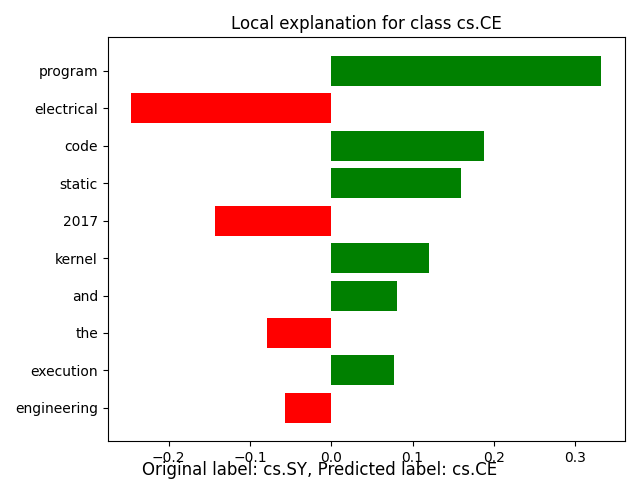 Local explanation for class cs.CE
program
electrical
code
static
2017
kernel
and
the
execution
engineering
−0.2 −0.1 0.0 0.1 0.2 0.3
Original label: cs.SY, Predicted label: cs.CE